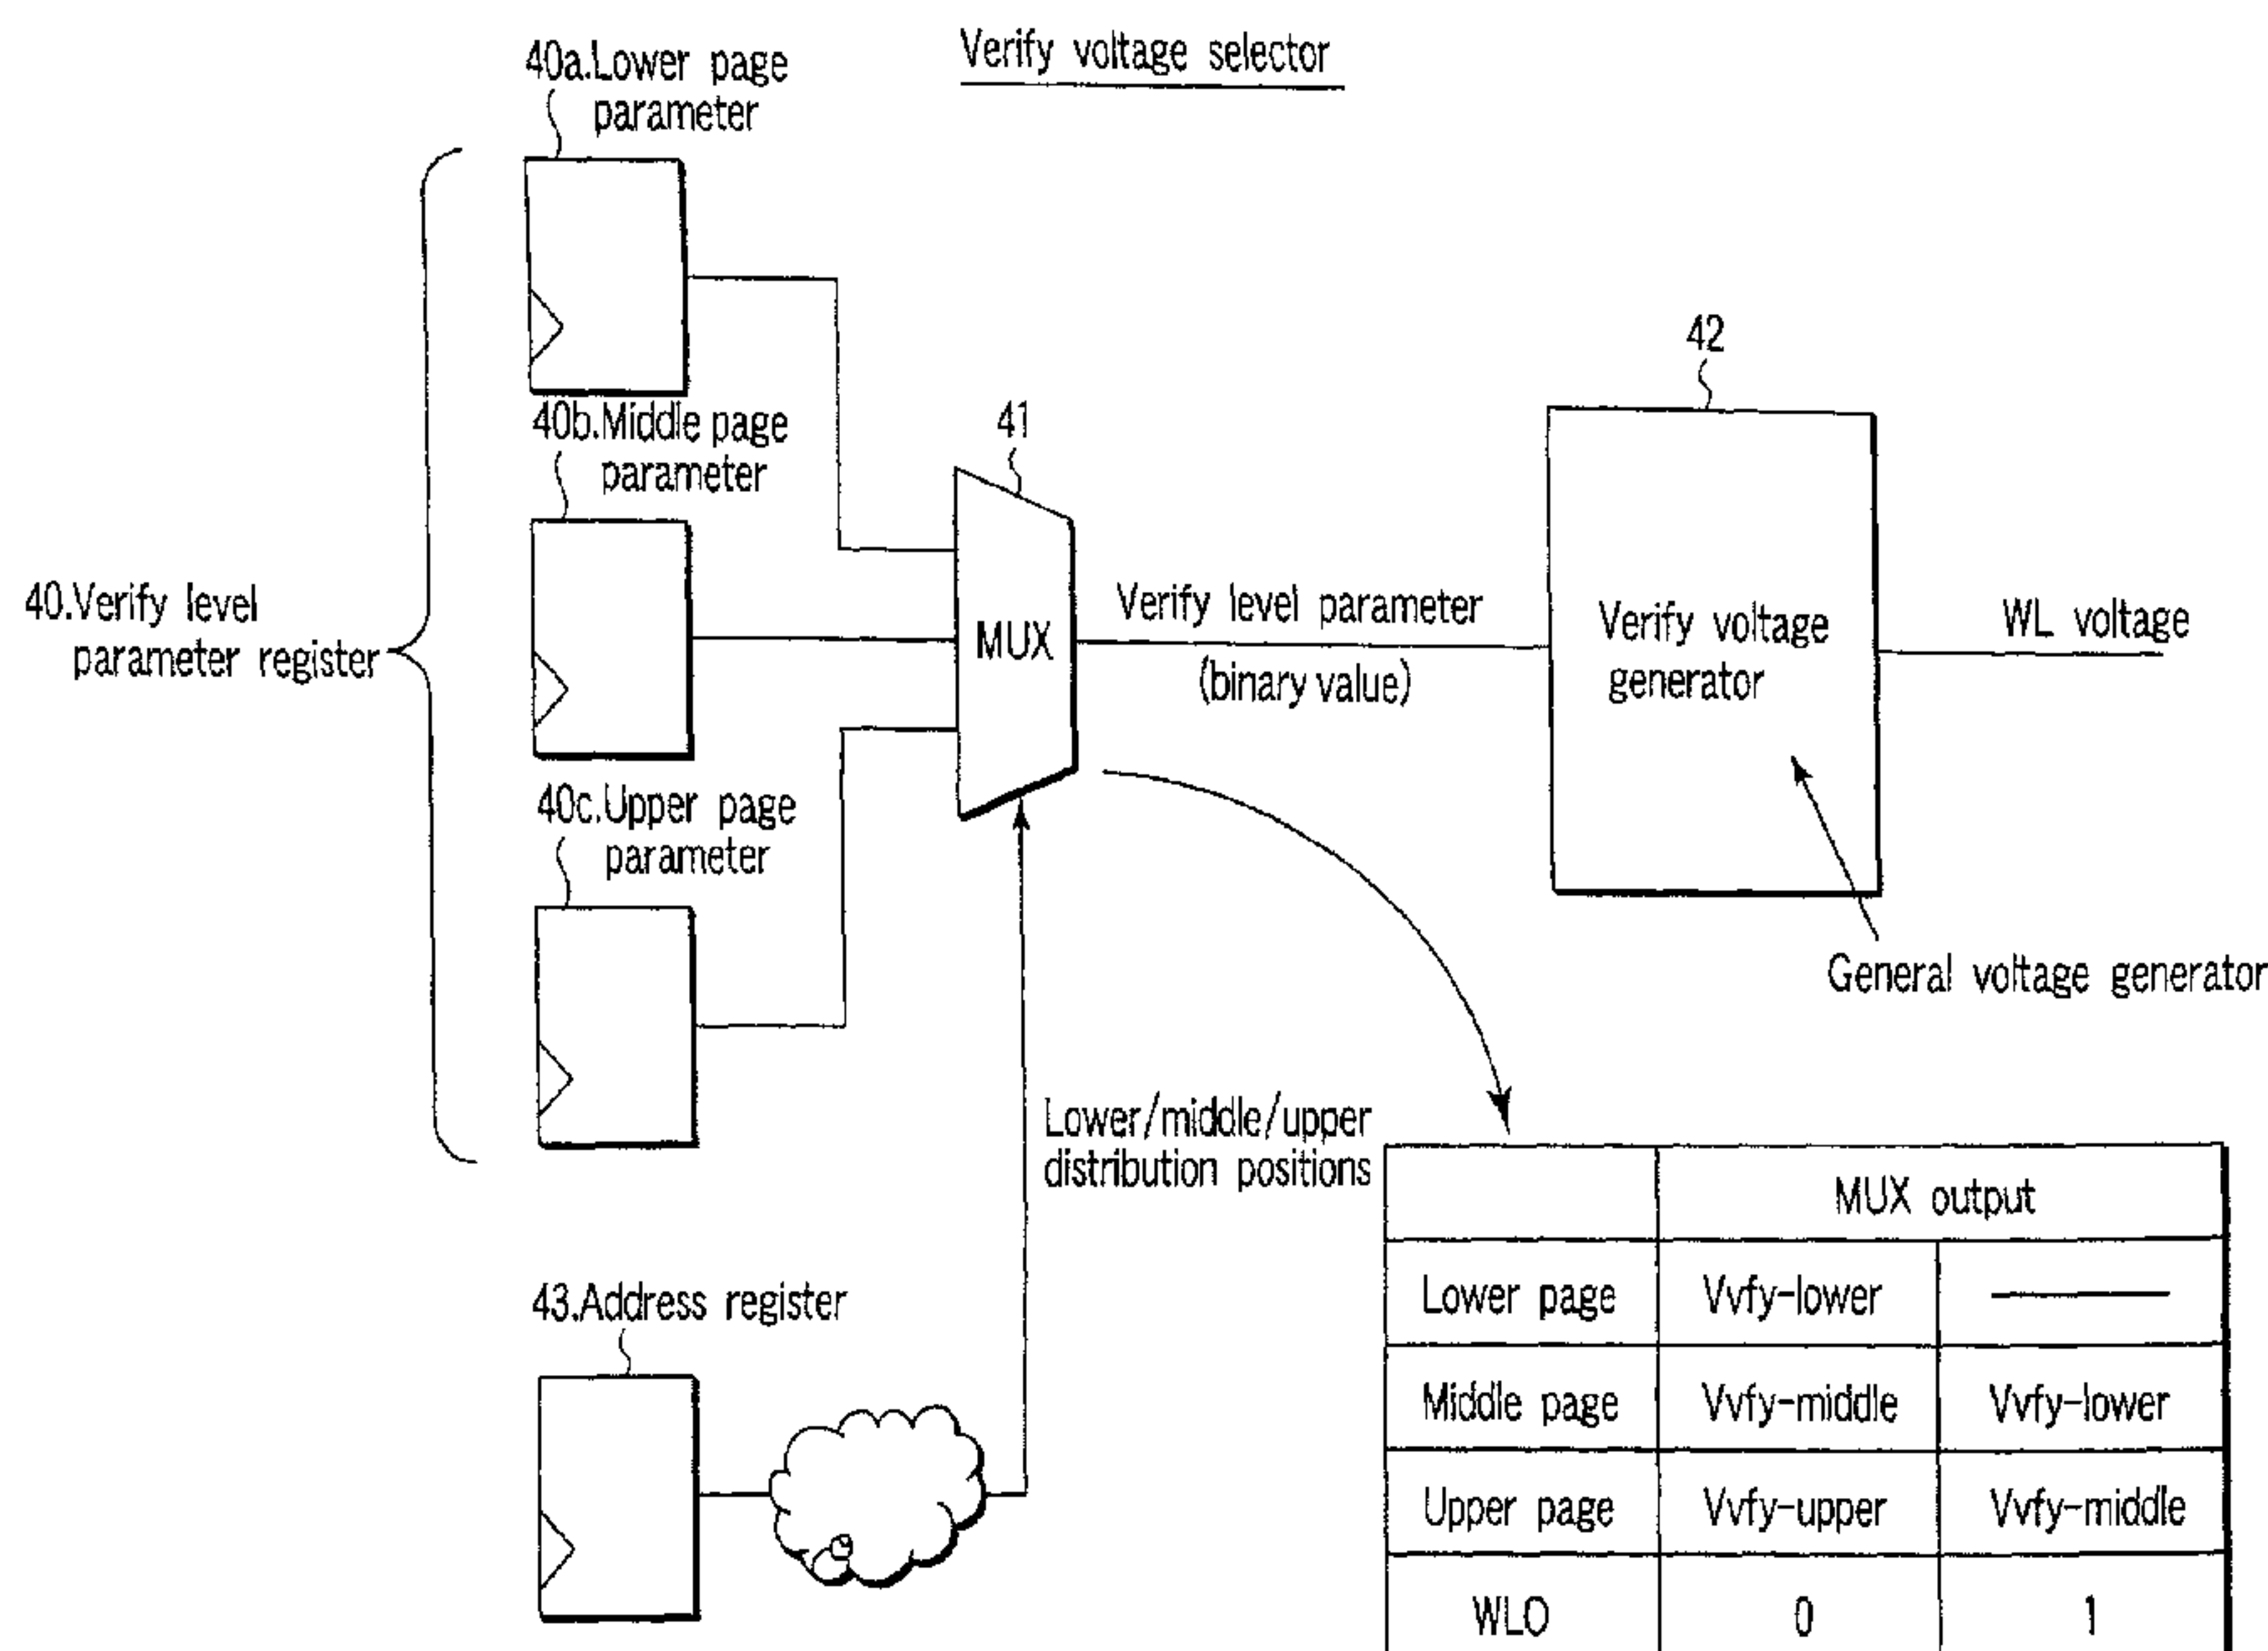 Verify voltage selector
40a.Lower page
parameter
40b.Middle page
parameter
40c.Upper page
parameter
40.Verify level
parameter register
41
MUX
Verify level parameter
(binary value)
42
Verify voltage
generator
WL voltage
General voltage generator
Lower/middle/upper
distribution positions
43.Address register
MUX output
Lower page Vvfy-lower
Middle page Vvfy-middle Vvfy-lower
Upper page Vvfy-upper Vvfy-middle
WLO 0 1